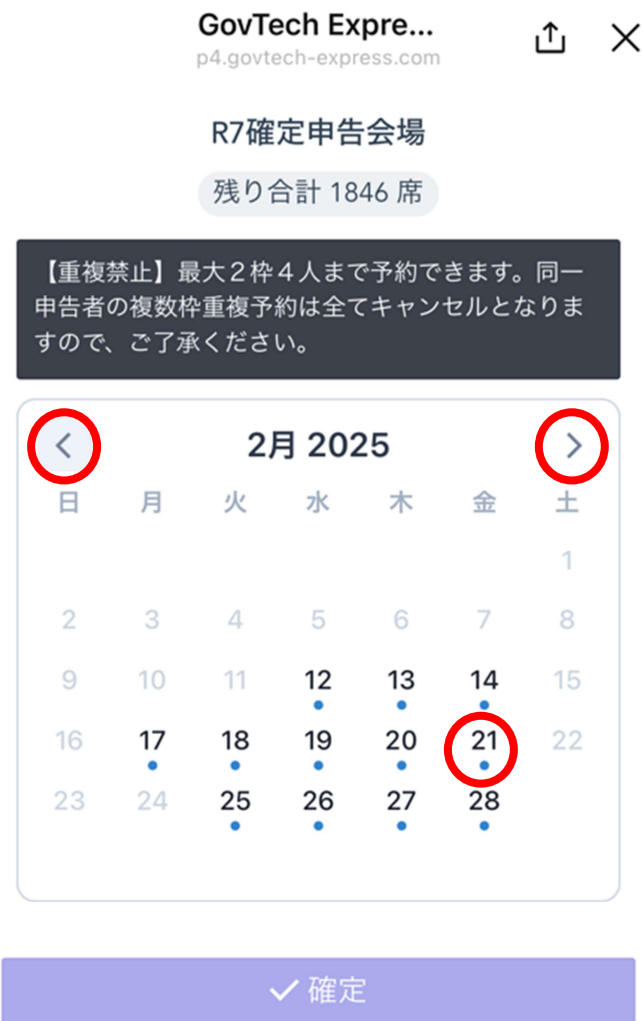 GovTech Expre...
p4.govtech-express.com
R7確定申告会場
残り合計 1846 席
【重複禁止】最大２枠４人まで予約できます。同一
申告者の複数枠重複予約は全てキャンセルとなりま
すので、ご了承ください。
2月 2025
日 月 火 水 木 金 土
1
2 3 4 5 6 7 8
9 10 11 12 13 14 15
16 17 18 19 20 21 22
23 24 25 26 27 28
確定